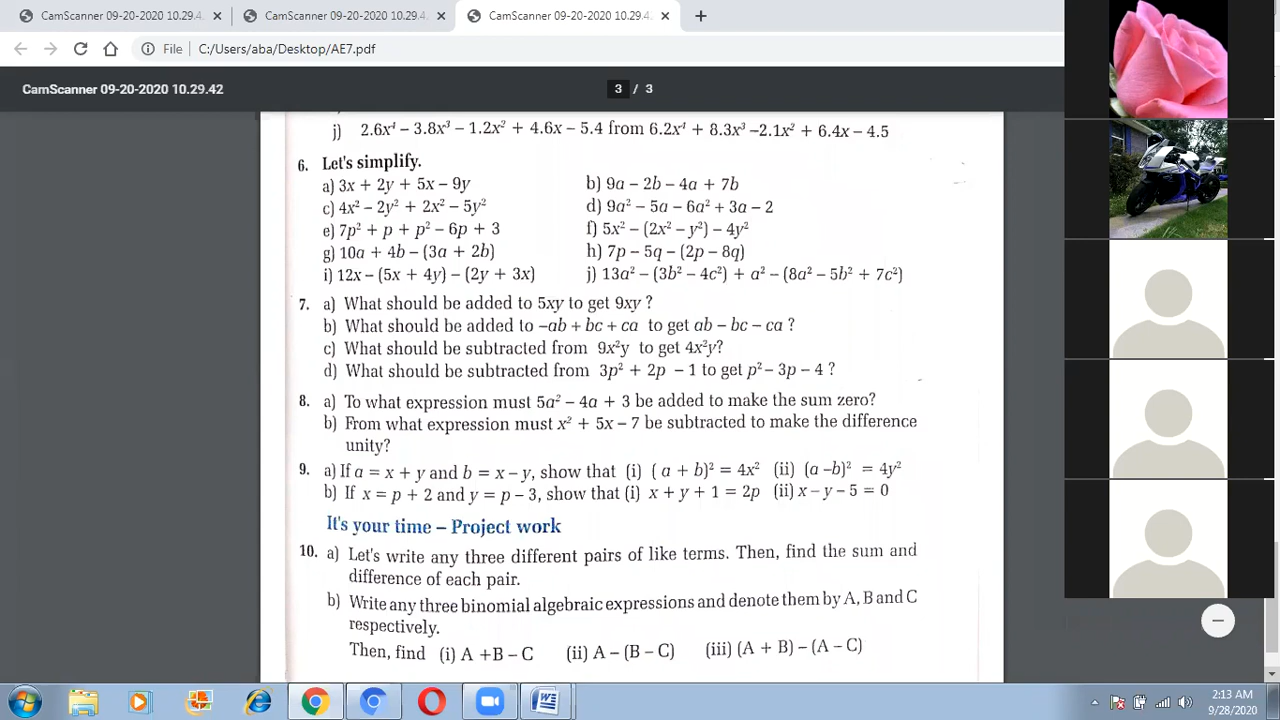 CamScanner 09-20-2020 10.29.4
CamScanner 09-20-2020 10.29.4
CamScanner 09-20-2020 10.29.4
File
C:/Users/aba/Desktop/AE7.pdf
CamScanner 09-20-2020 10.29.42
3 / 3
j) 2.6x⁴ – 3.8x³ – 1.2x² + 4.6x – 5.4 from 6.2x⁴ + 8.3x³ –2.1x² + 6.4x – 4.5
6. Let's simplify.
a) 3x + 2y + 5x – 9y b) 9a – 2b – 4a + 7b
c) 4x² – 2y² + 2x² – 5y² d) 9a² – 5a – 6a² + 3a – 2
e) 7p² + p + p² – 6p + 3 f) 5x² – (2x² – y²) – 4y²
g) 10a + 4b – (3a + 2b) h) 7p – 5q – (2p – 8q)
i) 12x – (5x + 4y) – (2y + 3x) j) 13a² – (3b² – 4c²) + a² – (8a² – 5b² + 7c²)
7. a) What should be added to 5xy to get 9xy ?
b) What should be added to –ab + bc + ca to get ab – bc – ca ?
c) What should be subtracted from 9x²y to get 4x²y?
d) What should be subtracted from 3p² + 2p – 1 to get p² – 3p – 4 ?
8. a) To what expression must 5a² – 4a + 3 be added to make the sum zero?
b) From what expression must x² + 5x – 7 be subtracted to make the difference
unity?
9. a) If a = x + y and b = x – y, show that (i) ( a + b)² = 4x² (ii) (a –b)² = 4y²
b) If x = p + 2 and y = p – 3, show that (i) x + y + 1 = 2p (ii) x – y – 5 = 0
It's your time – Project work
10. a) Let's write any three different pairs of like terms. Then, find the sum and
difference of each pair.
b) Write any three binomial algebraic expressions and denote them by A, B and C
respectively.
Then, find (i) A +B – C (ii) A – (B – C) (iii) (A + B) – (A – C)
2:13 AM
9/28/2020